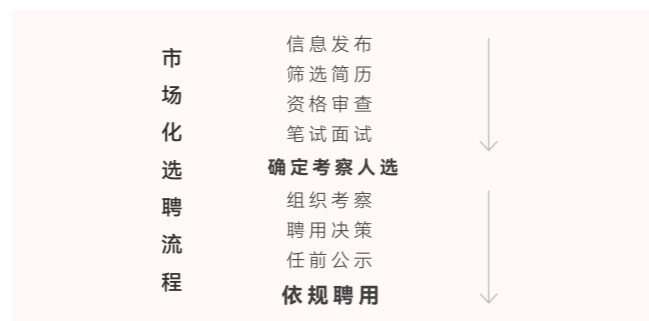 市场化选聘流程
信息发布
筛选简历
资格审查
笔试面试
确定考察人选
组织考察
聘用决策
任前公示
依规聘用